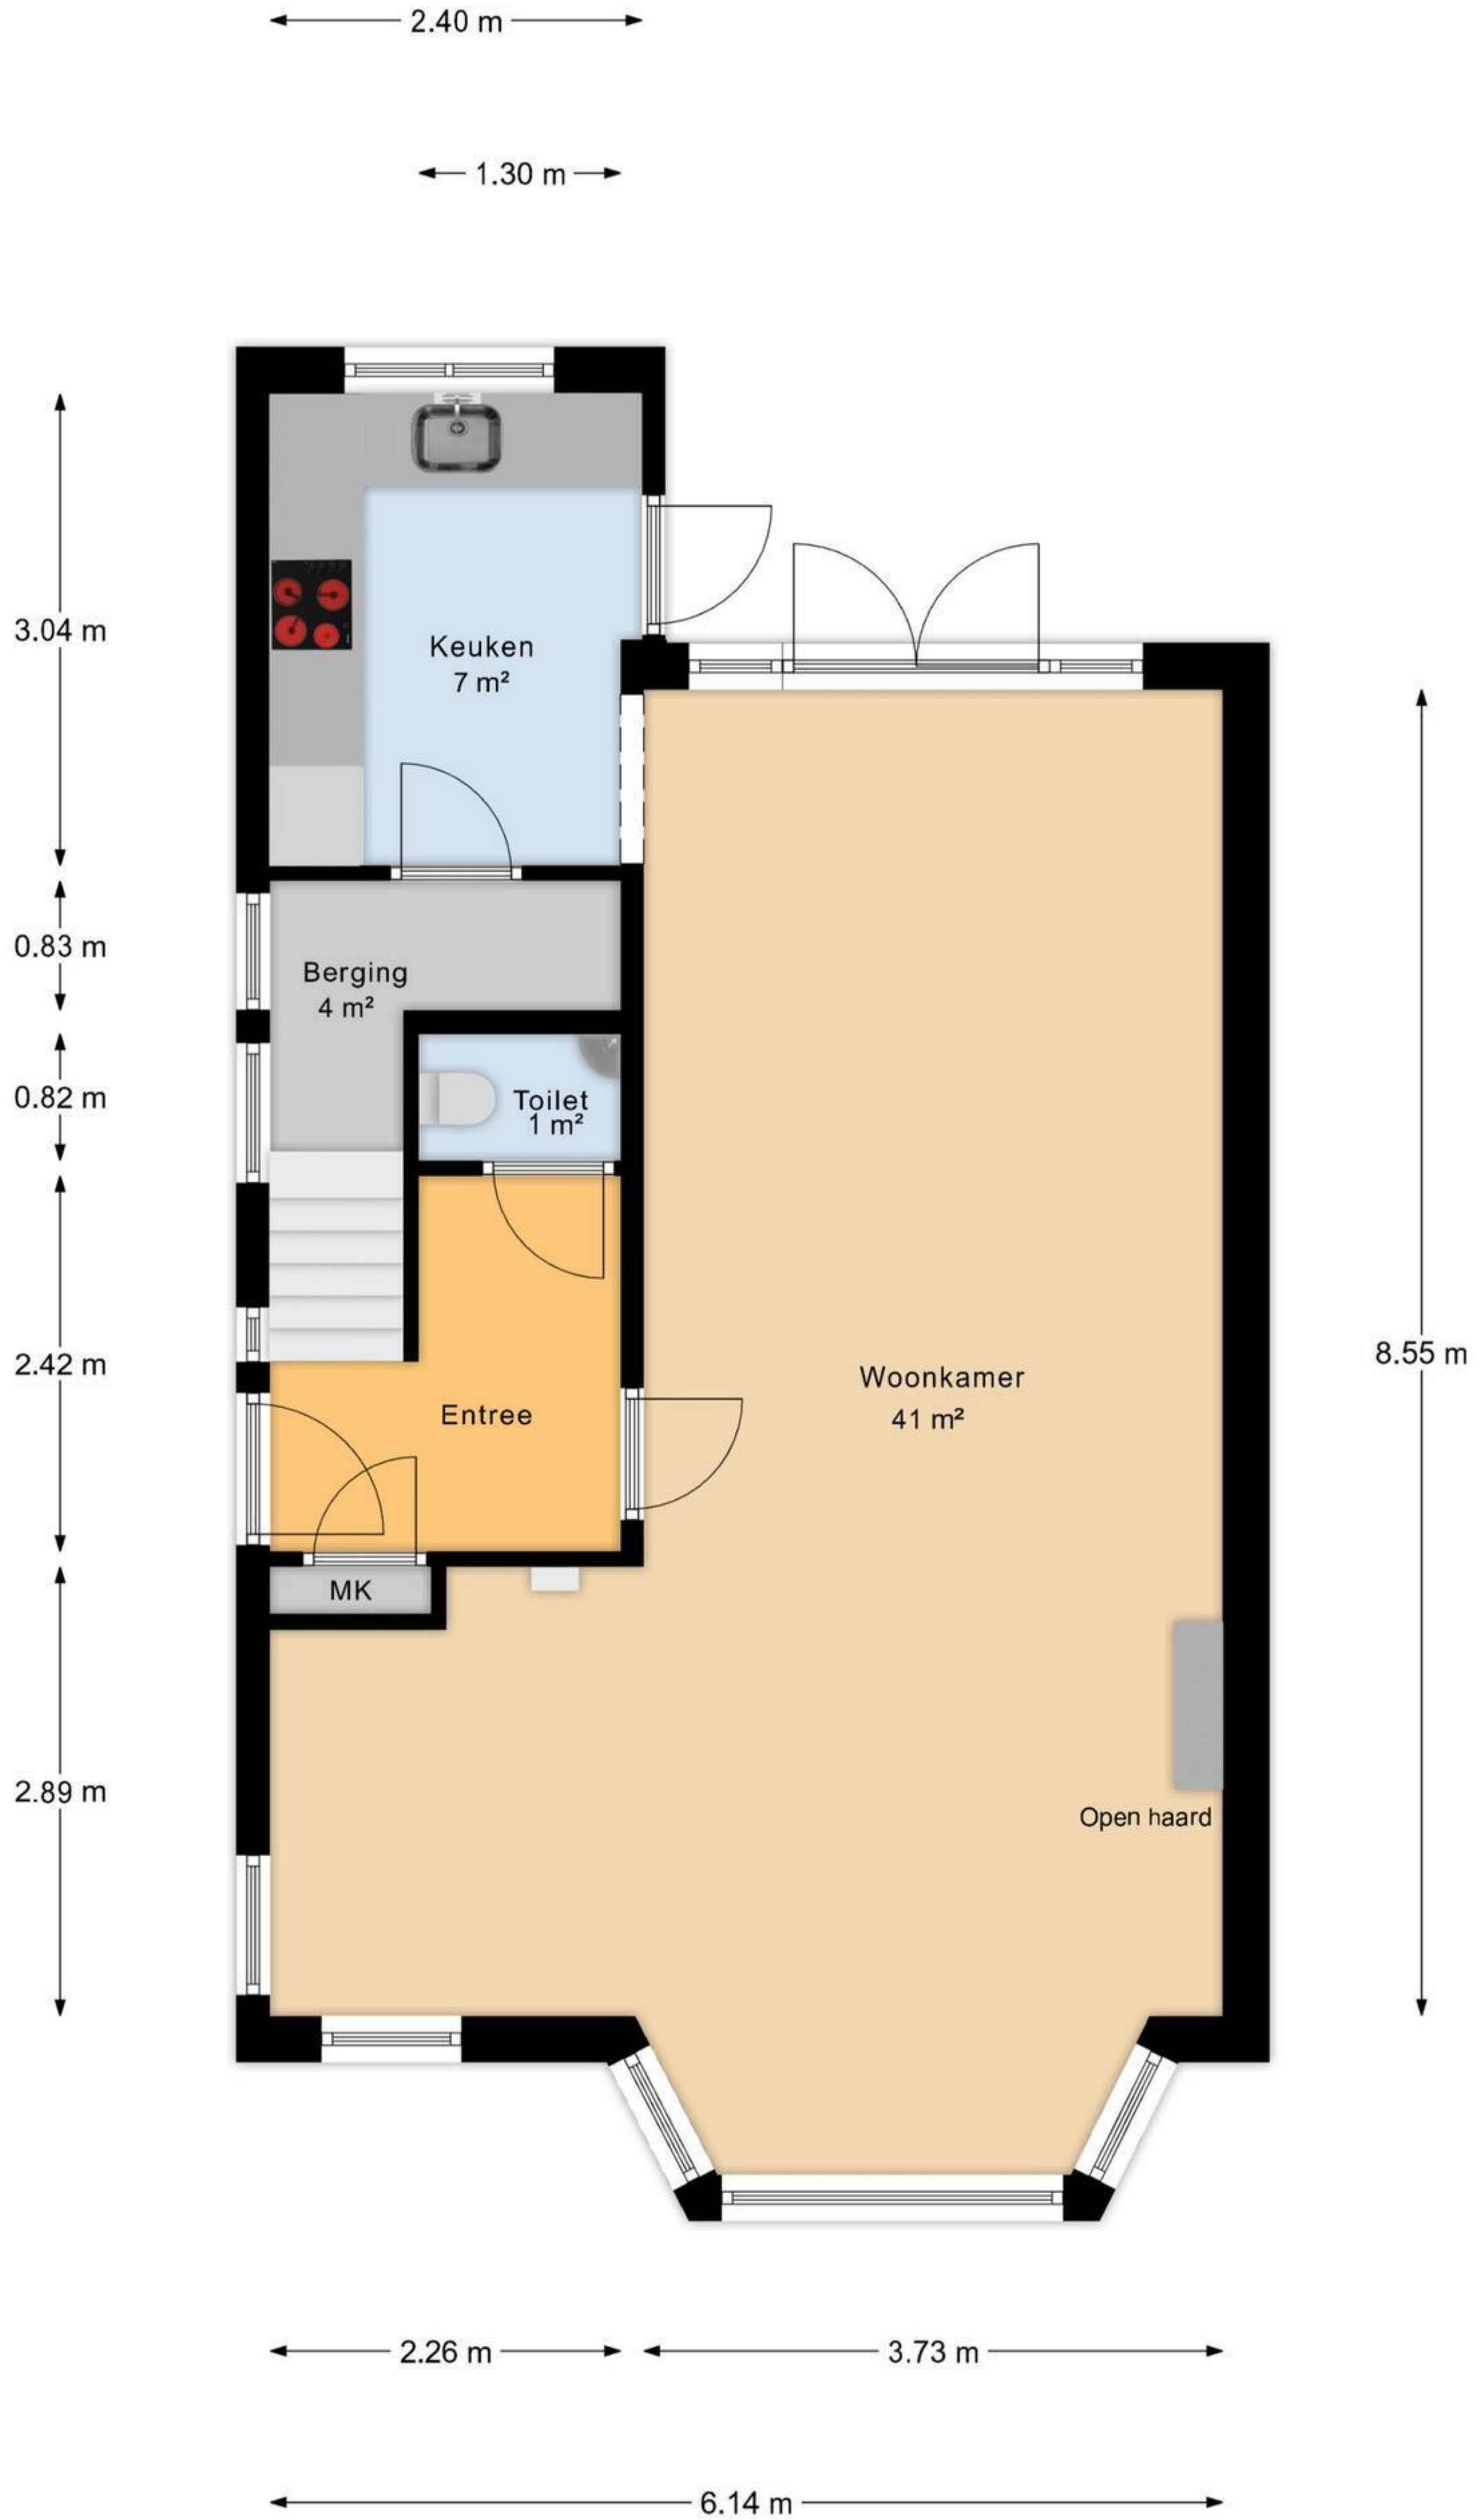 2.40 m
1.30 m
3.04 m
Keuken
7 m²
0.83 m
Berging
4 m²
0.82 m
Toilet
1 m²
2.42 m
8.55 m
Woonkamer
41 m²
Entree
MK
2.89 m
Open haard
2.26 m
3.73 m
6.14 m